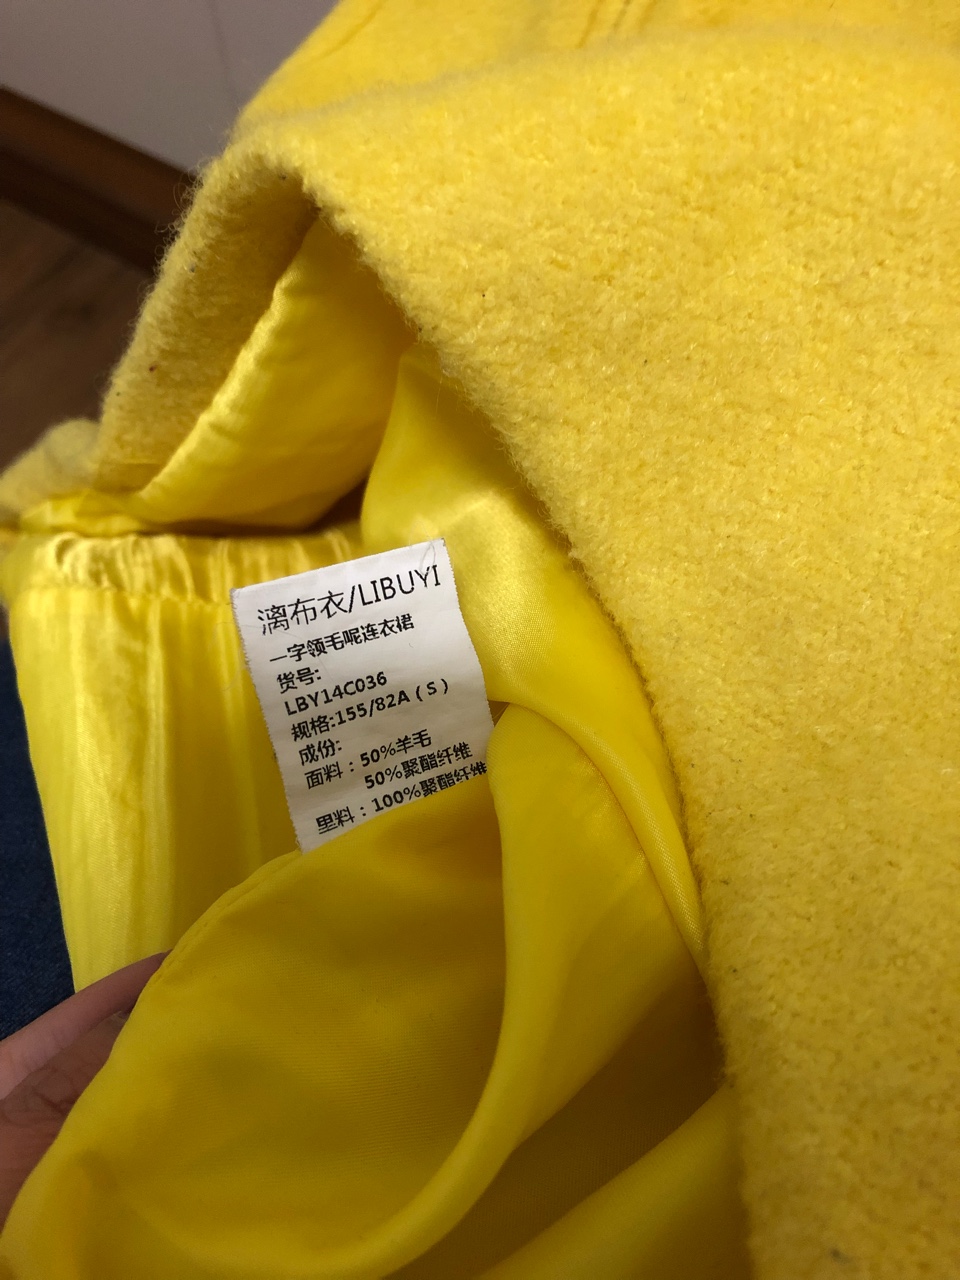 漓布衣/LIBUYI
一字领毛呢连衣裙
货号:
LBY14C036
规格:155/82A(S)
成份:
面料：50%羊毛
50%聚酯纤维
里料：100%聚酯纤维